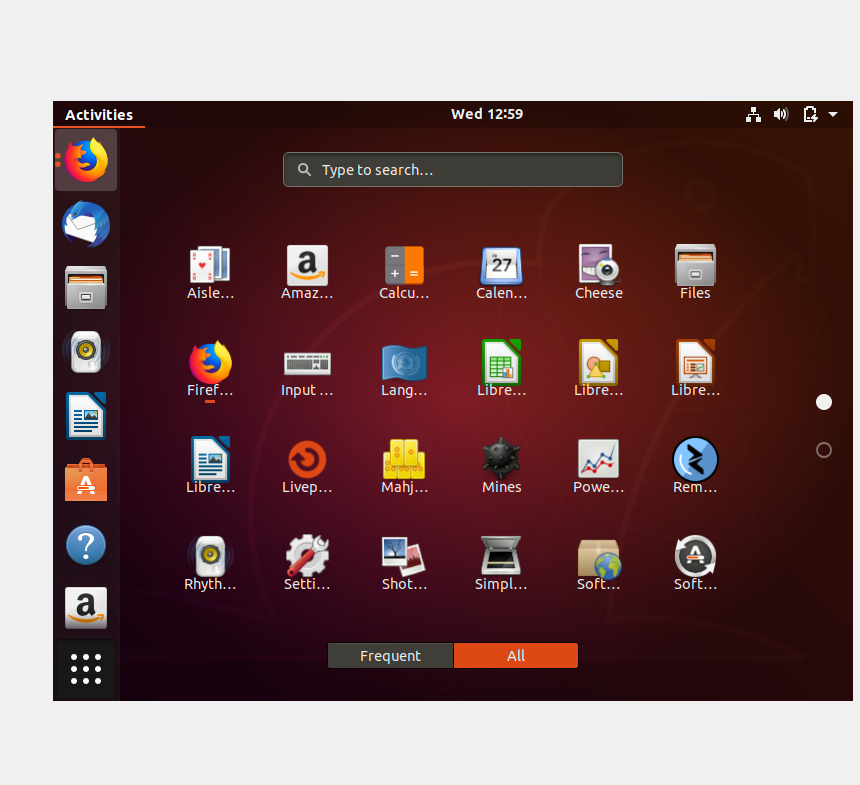 Activities
Wed 12:59
Type to search...
Aisle...
Amaz...
Calcu...
27
Calen...
Cheese
Files
Firef...
Input ...
Lang...
Libre...
Libre...
Libre...
Libre...
Livep...
Mahj...
Mines
Powe...
Rem...
Rhyth...
Setti...
Shot...
Simpl...
Soft...
Soft...
Frequent
All